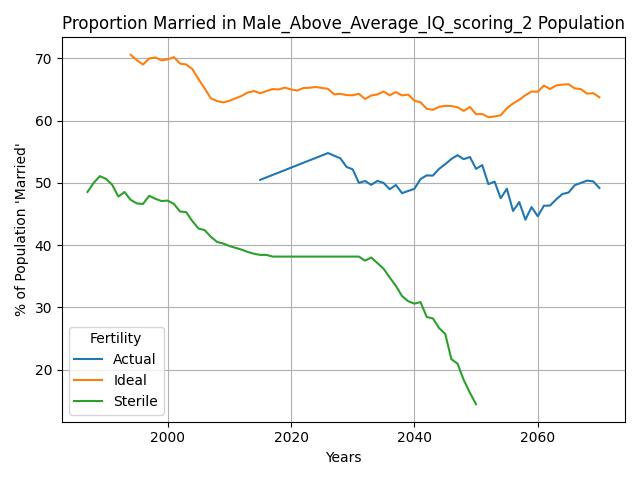 Proportion Married in Male_Above_Average_IQ_scoring_2 Population
% of Population 'Married'
70
60
50
40
30
20
Fertility
Actual
Ideal
Sterile
2000 2020 2040 2060
Years